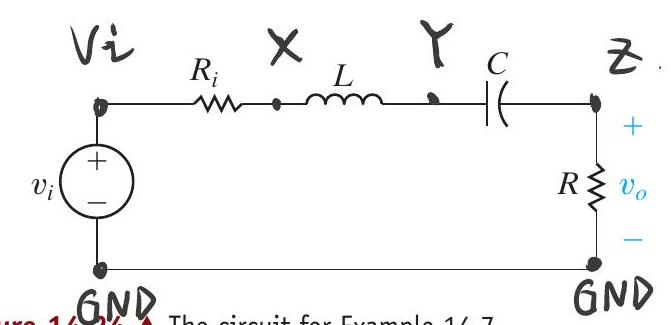 Vi X Y Z
Ri L C
+
vi + − R vo
−
GND GND
The circuit for Example 14.7